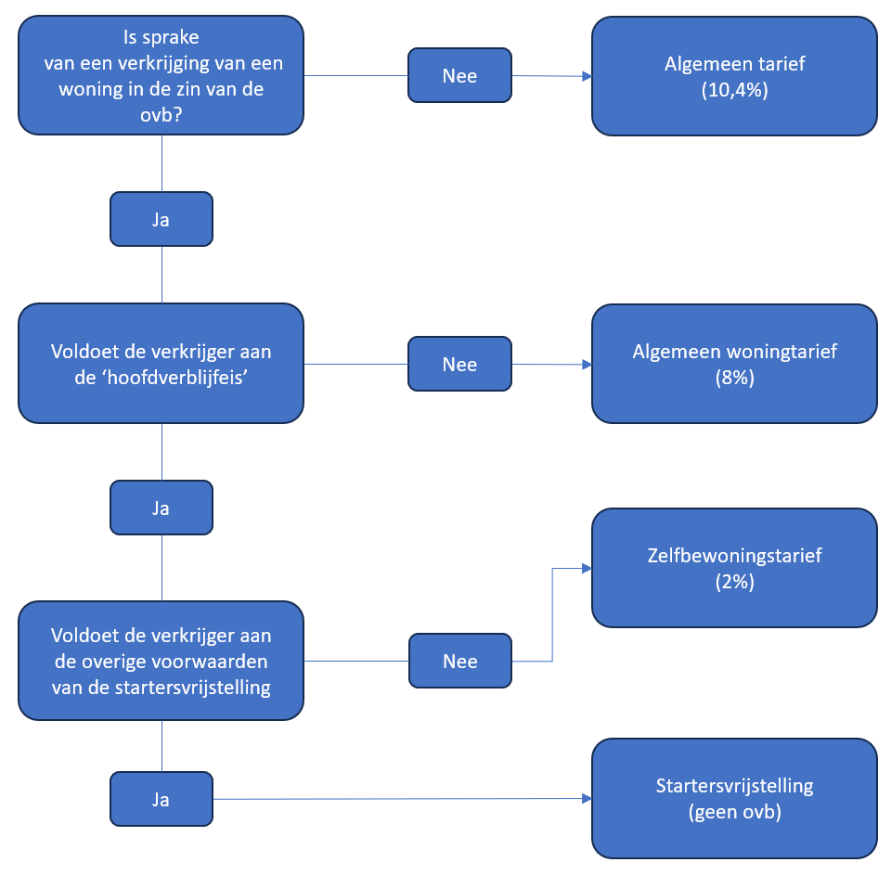 Is sprake
van een verkrijging van een
woning in de zin van de
ovb?
Nee
Algemeen tarief
(10,4%)
Ja
Voldoet de verkrijger aan
de ‘hoofdverblijfeis’
Nee
Algemeen woningtarief
(8%)
Ja
Zelfbewoningstarief
(2%)
Voldoet de verkrijger aan
de overige voorwaarden
van de startersvrijstelling
Nee
Ja
Startersvrijstelling
(geen ovb)